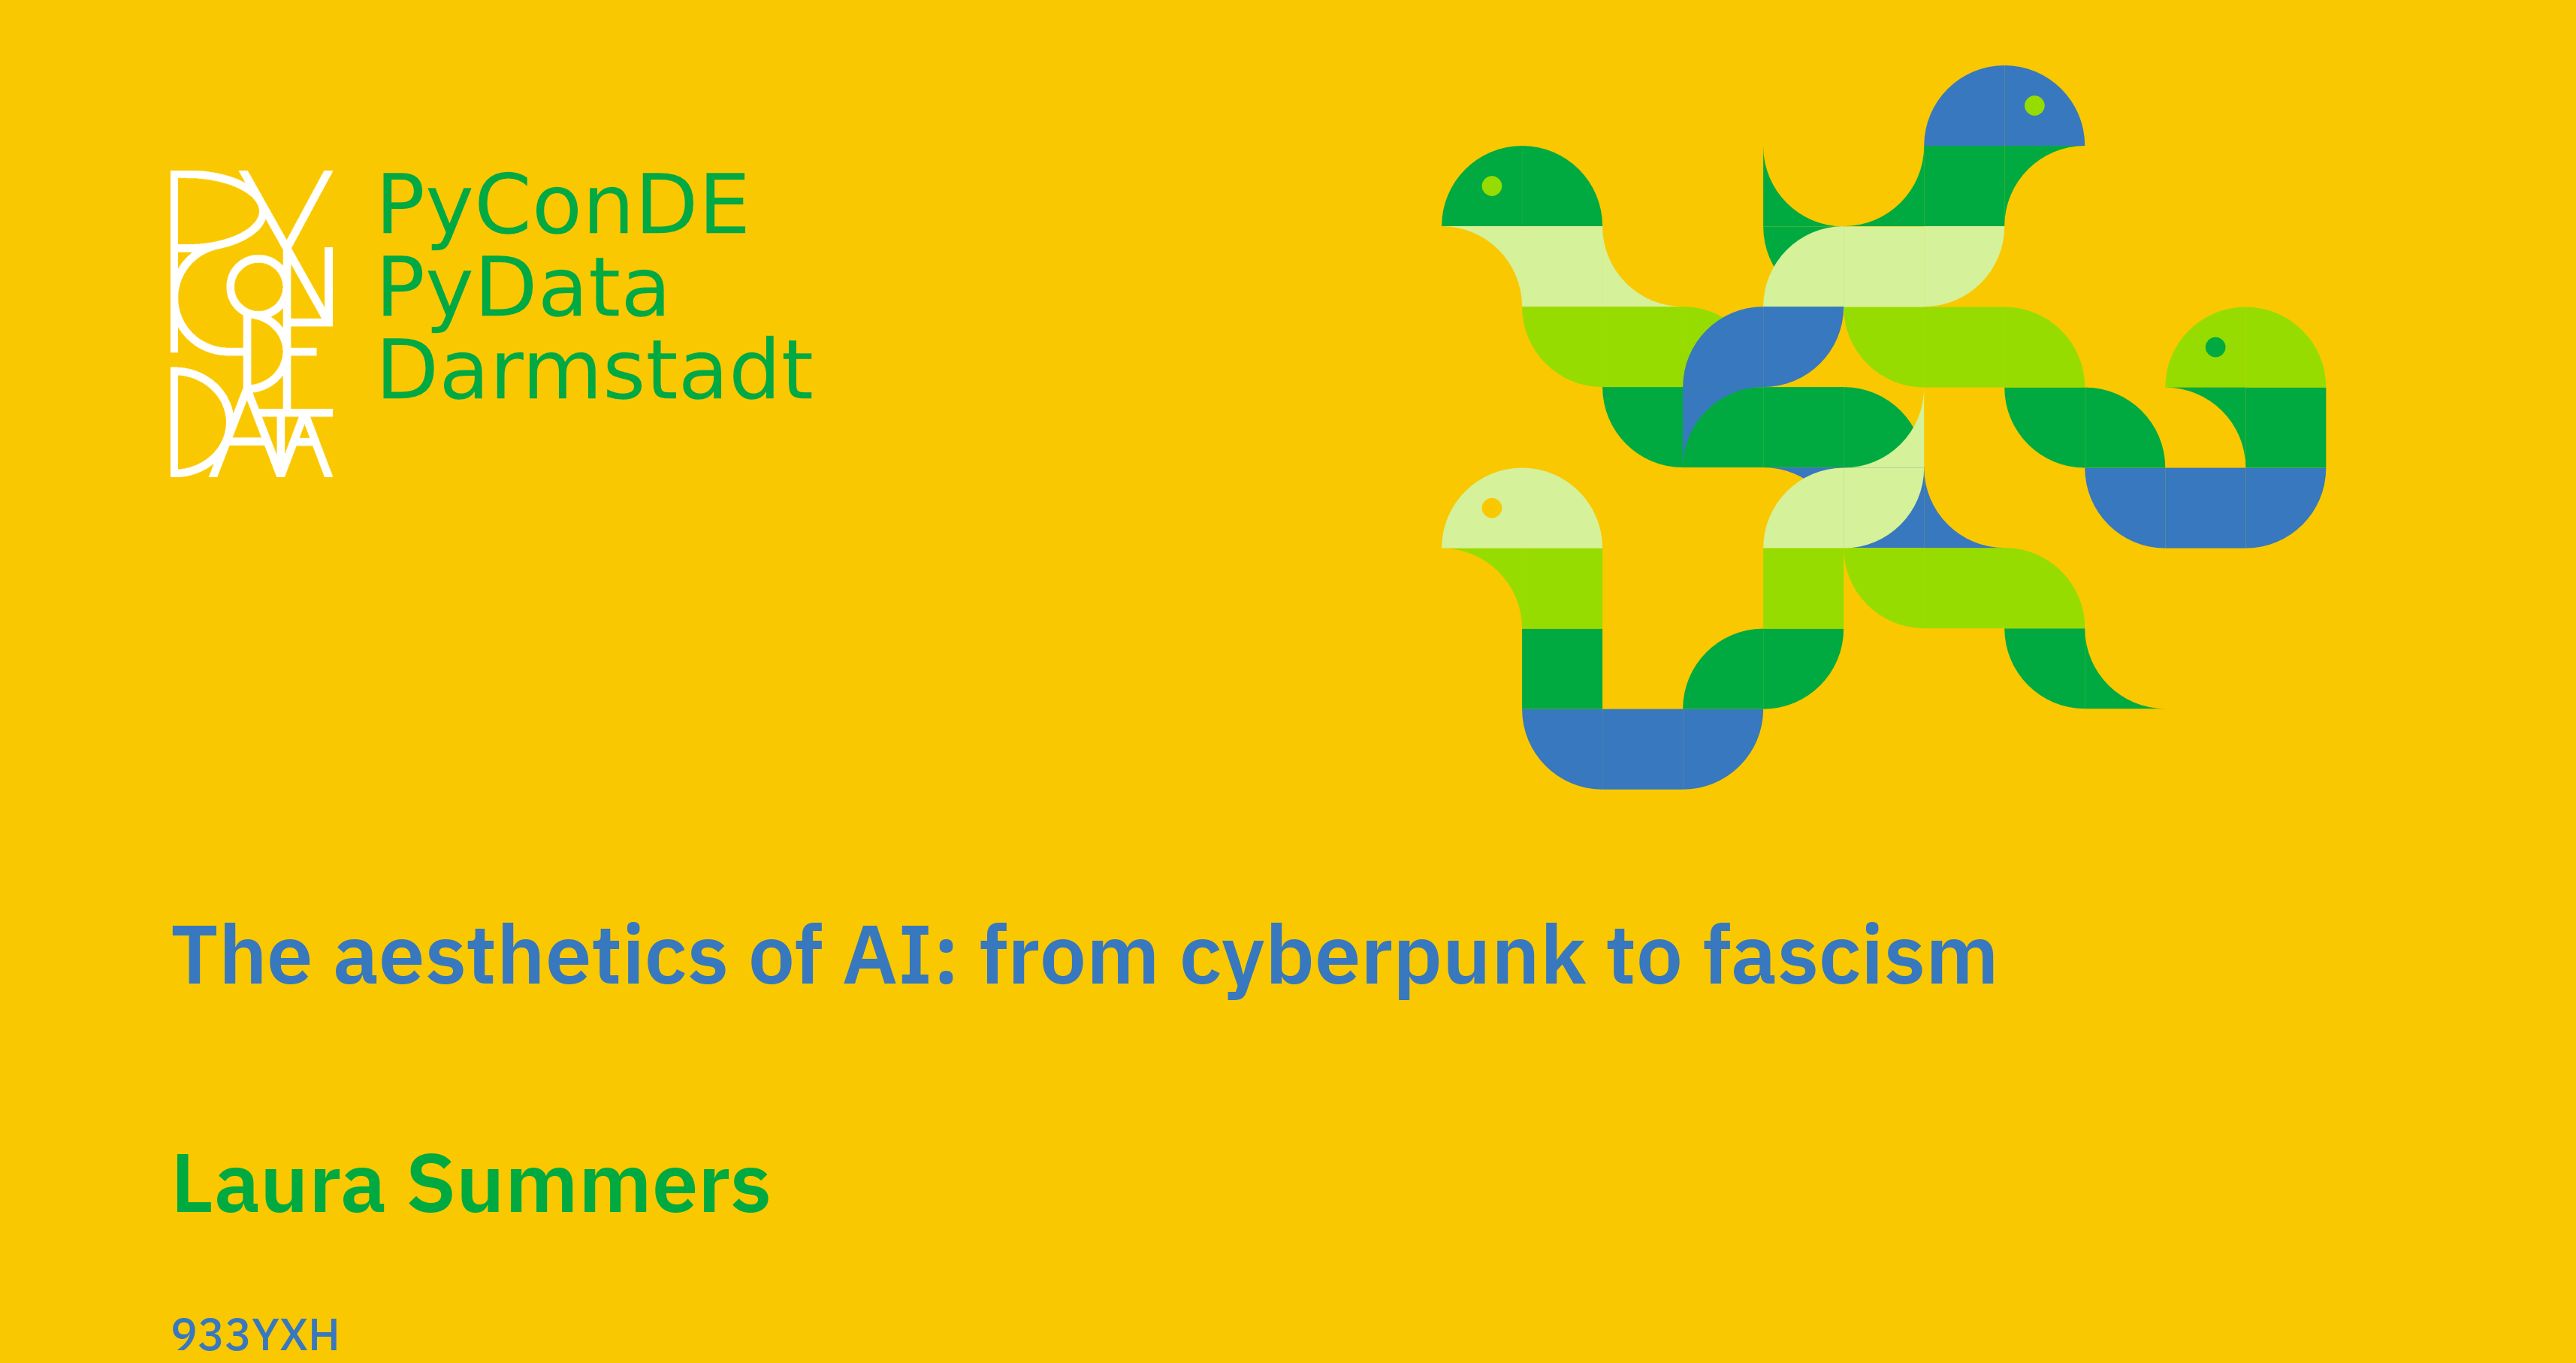 PY
CON
DE
DATA
PyConDE
PyData
Darmstadt
The aesthetics of AI: from cyberpunk to fascism
Laura Summers
933YXH